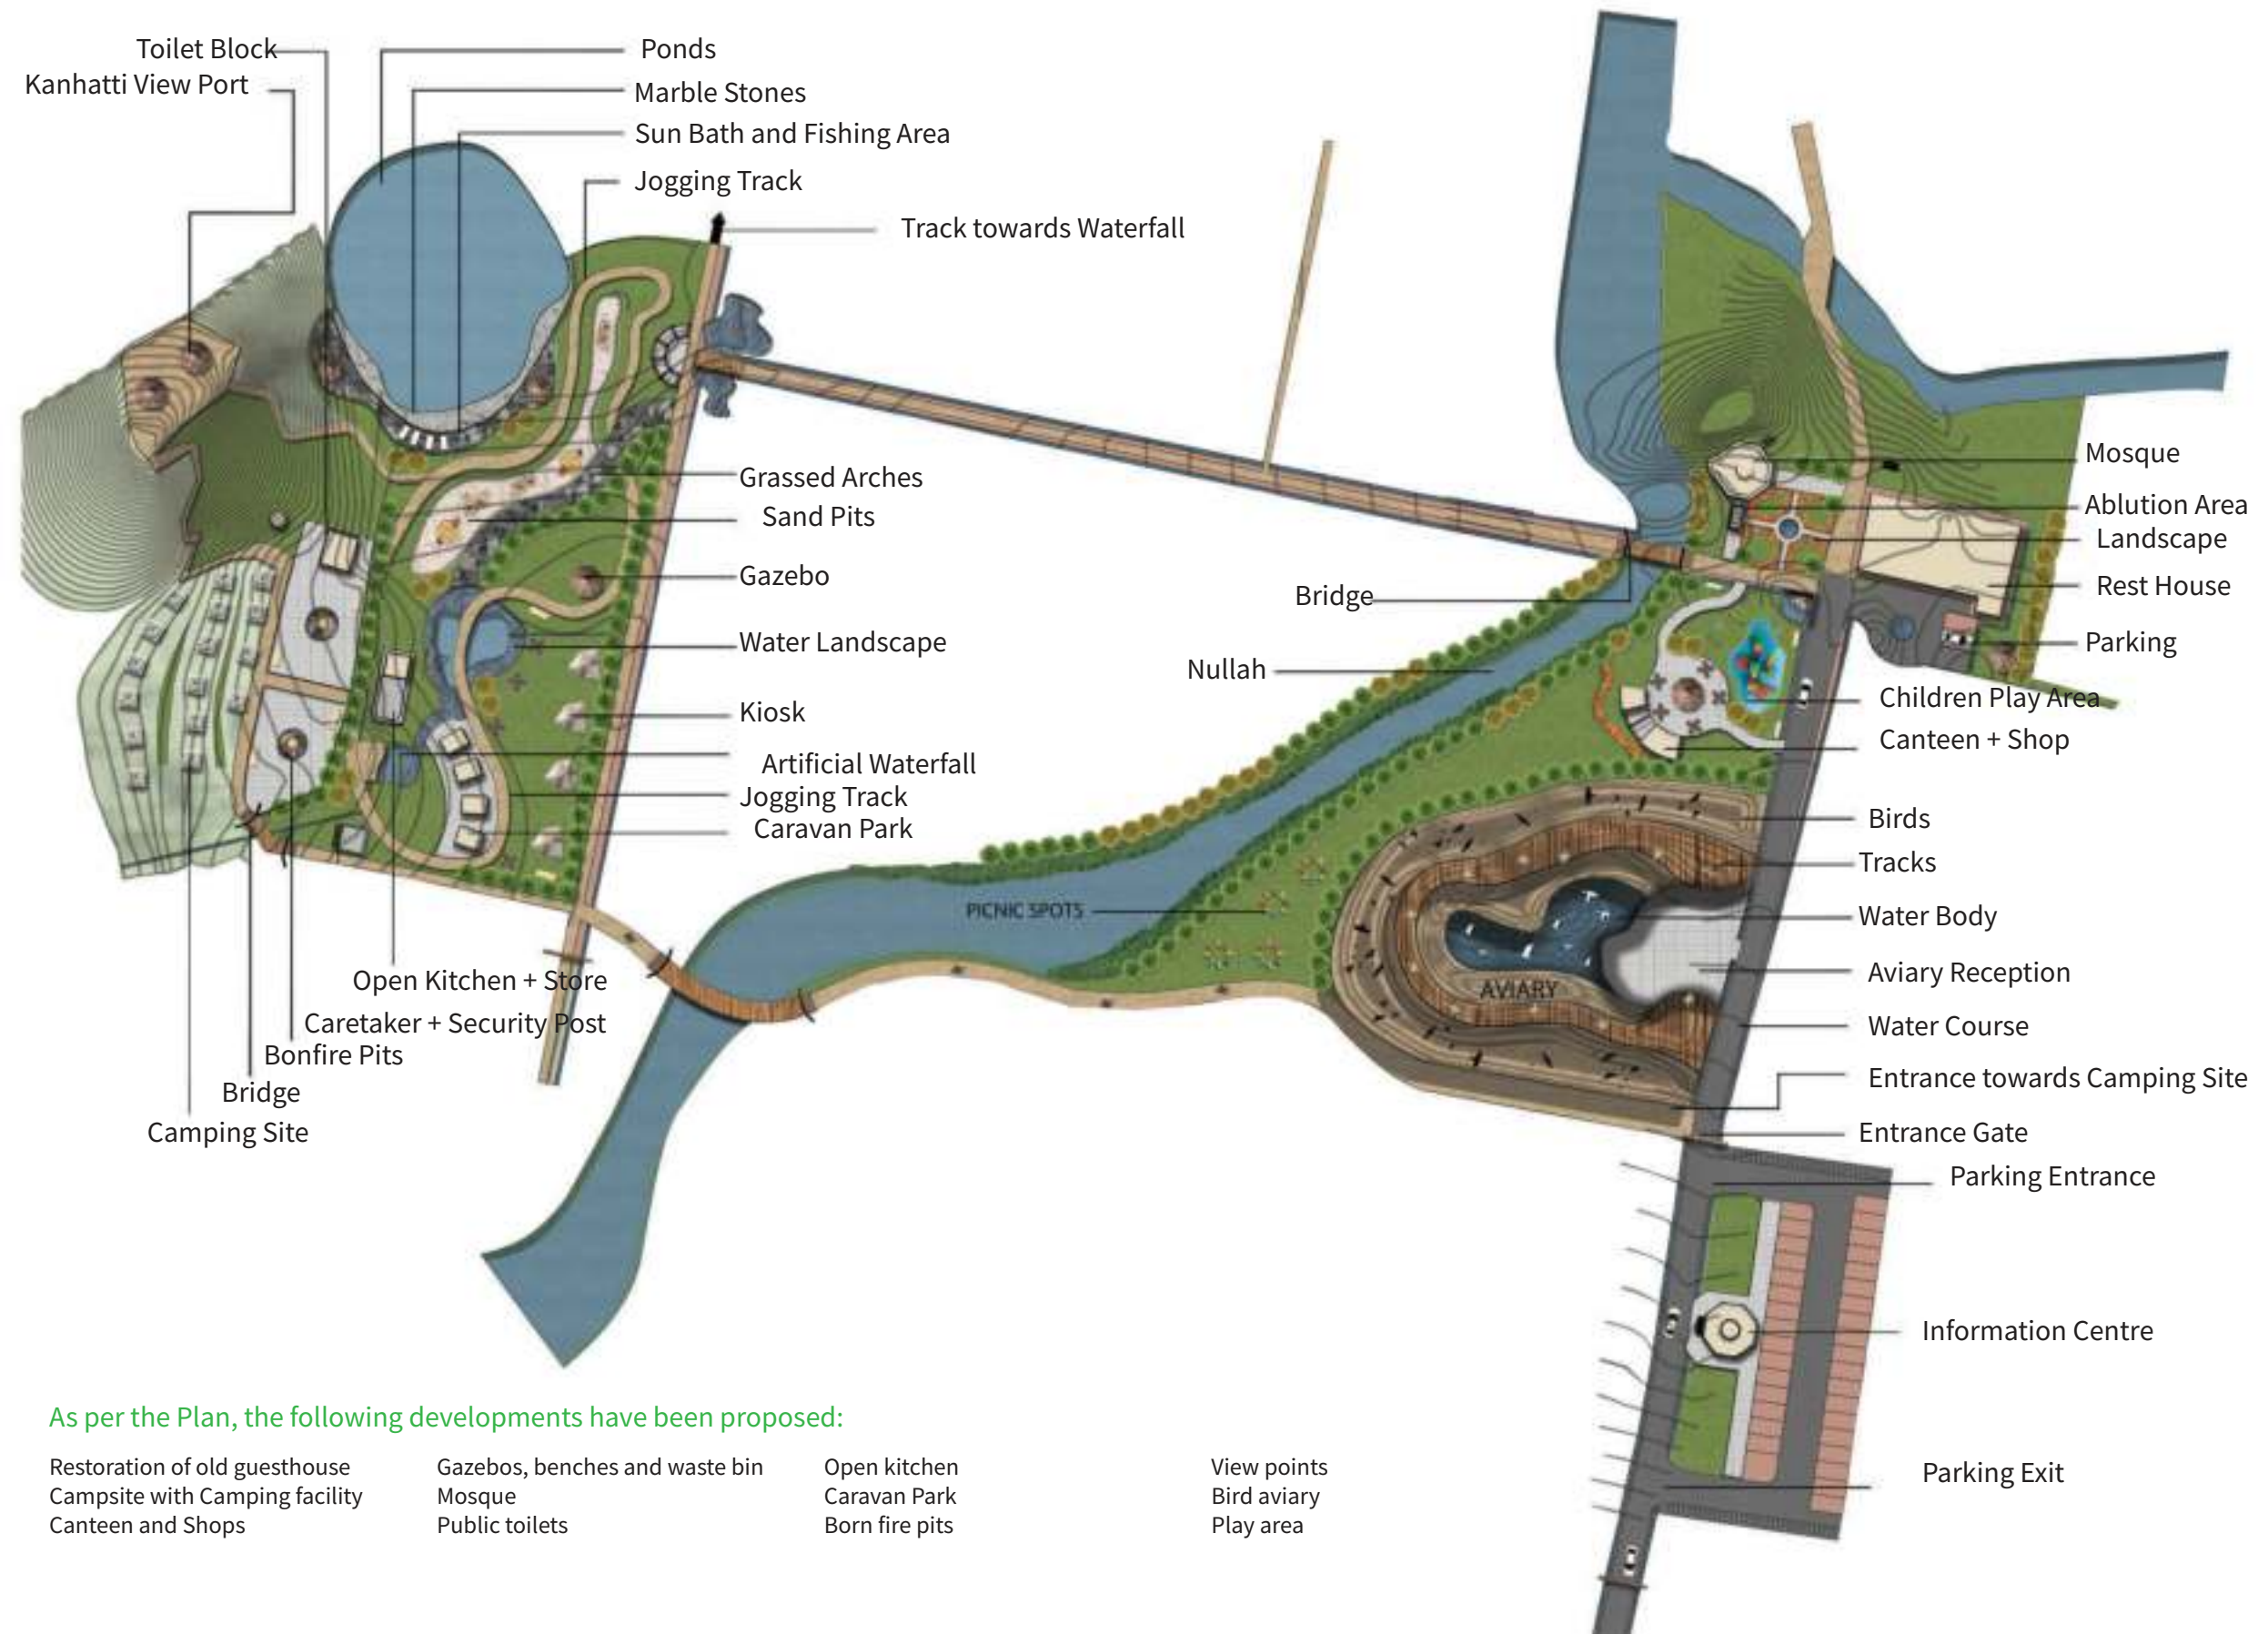 Toilet Block
Kanhatti View Port
Ponds
Marble Stones
Sun Bath and Fishing Area
Jogging Track
Track towards Waterfall
Grassed Arches
Sand Pits
Gazebo
Water Landscape
Kiosk
Artificial Waterfall
Jogging Track
Caravan Park
Open Kitchen + Store
Caretaker + Security Post
Bonfire Pits
Bridge
Camping Site
Bridge
Nullah
PICNIC SPOTS
AVIARY
Mosque
Ablution Area
Landscape
Rest House
Parking
Children Play Area
Canteen + Shop
Birds
Tracks
Water Body
Aviary Reception
Water Course
Entrance towards Camping Site
Entrance Gate
Parking Entrance
Information Centre
Parking Exit
As per the Plan, the following developments have been proposed:
Restoration of old guesthouse
Campsite with Camping facility
Canteen and Shops
Gazebos, benches and waste bin
Mosque
Public toilets
Open kitchen
Caravan Park
Born fire pits
View points
Bird aviary
Play area